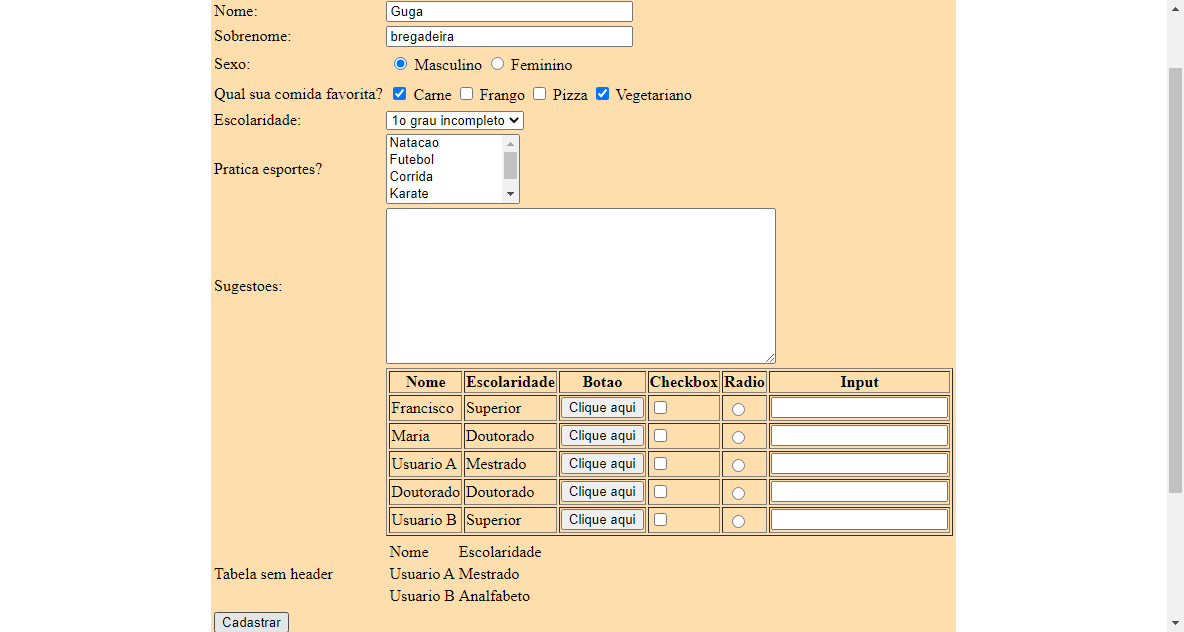 Nome: Guga
Sobrenome: bregadeira
Sexo: Masculino Feminino
Qual sua comida favorita? Carne Frango Pizza Vegetariano
Escolaridade: 1o grau incompleto
Natacao
Futebol
Pratica esportes?
Corrida
Karate
Sugestoes:
Nome Escolaridade Botao Checkbox Radio Input
Francisco Superior Clique aqui
Maria Doutorado Clique aqui
Usuario A Mestrado Clique aqui
Doutorado Doutorado Clique aqui
Usuario B Superior Clique aqui
Nome Escolaridade
Tabela sem header Usuario A Mestrado
Usuario B Analfabeto
Cadastrar